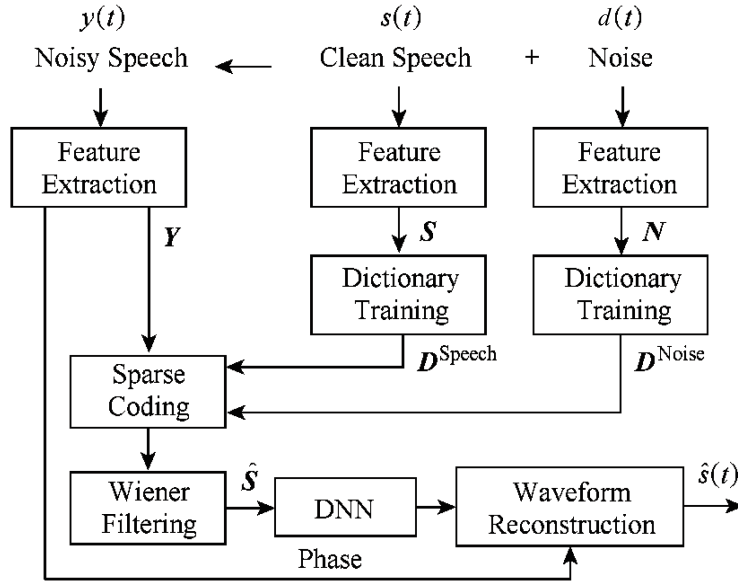 y(t) s(t) d(t)
Noisy Speech Clean Speech + Noise
Feature
Extraction
Feature
Extraction
Feature
Extraction
Y S N
Dictionary
Training
Dictionary
Training
D^Speech D^Noise
Sparse
Coding
Wiener
Filtering
Ŝ
DNN
Waveform
Reconstruction
ŝ(t)
Phase